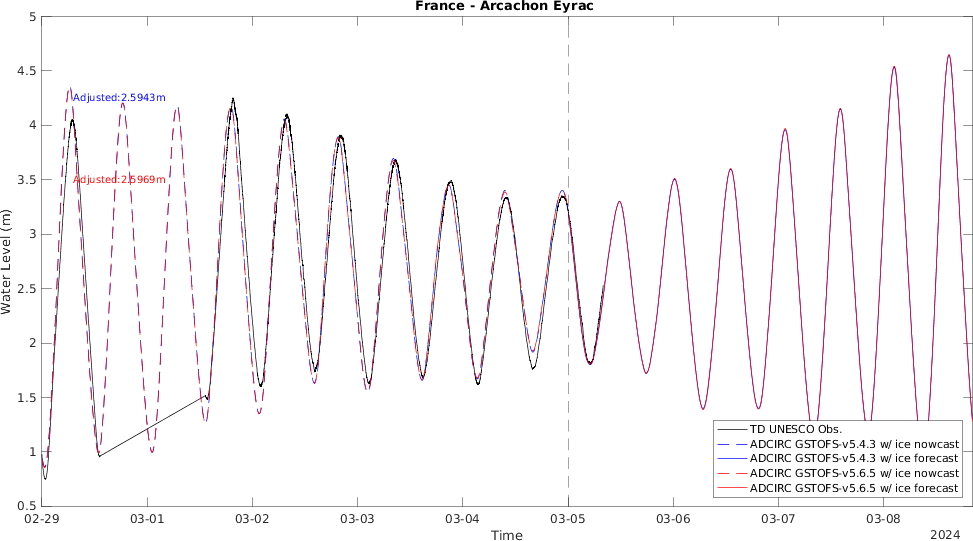 France - Arcachon Eyrac
Water Level (m)
5
4.5
4
3.5
3
2.5
2
1.5
1
0.5
Adjusted:2.5943m
Adjusted:2.5969m
TD UNESCO Obs.
ADCIRC GSTOFS-v5.4.3 w/ ice nowcast
ADCIRC GSTOFS-v5.4.3 w/ ice forecast
ADCIRC GSTOFS-v5.6.5 w/ ice nowcast
ADCIRC GSTOFS-v5.6.5 w/ ice forecast
02-29 03-01 03-02 03-03 03-04 03-05 03-06 03-07 03-08
Time
2024